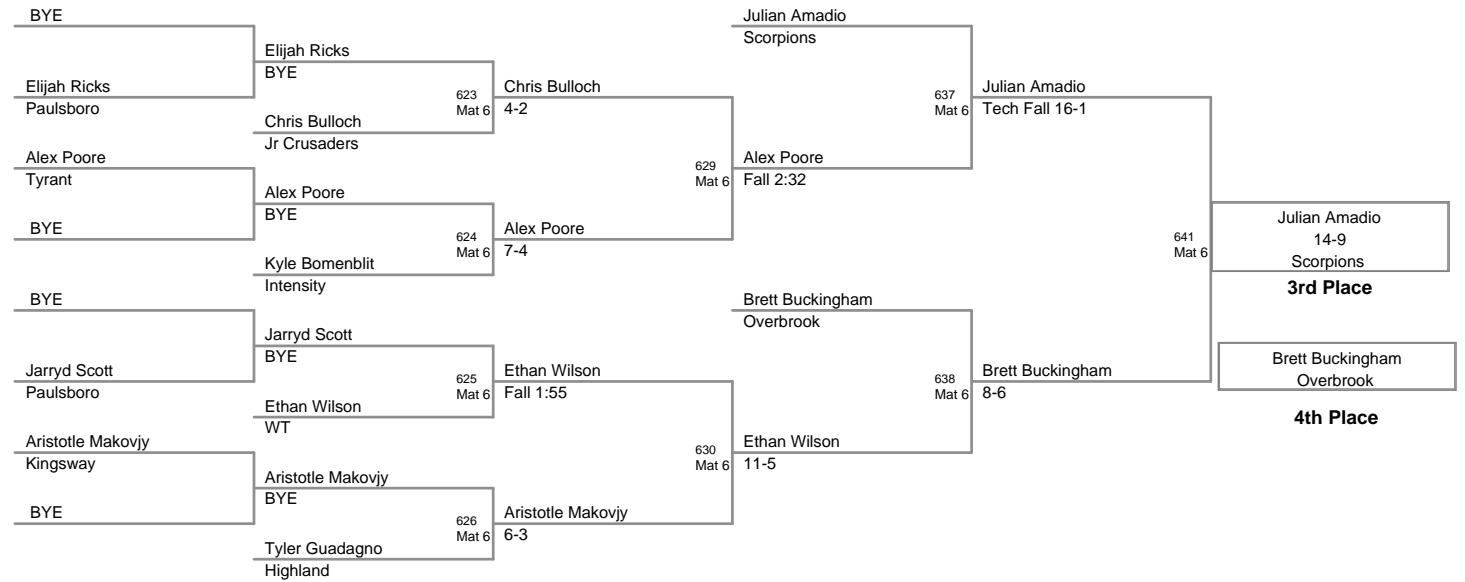 BYE
Elijah Ricks
Paulsboro
Alex Poore
Tyrant
BYE
BYE
Jarryd Scott
Paulsboro
Aristotle Makovjy
Kingsway
BYE
Elijah Ricks
BYE
623
Mat 6
Chris Bulloch
Jr Crusaders
Alex Poore
BYE
624
Mat 6
Kyle Bomenblit
Intensity
Jarryd Scott
BYE
625
Mat 6
Ethan Wilson
WT
Aristotle Makovjy
BYE
626
Mat 6
Tyler Guadagno
Highland
Chris Bulloch
4-2
629
Mat 6
Alex Poore
7-4
Ethan Wilson
Fall 1:55
630
Mat 6
Aristotle Makovjy
6-3
Julian Amadio
Scorpions
637
Mat 6
Alex Poore
Fall 2:32
Brett Buckingham
Overbrook
638
Mat 6
Ethan Wilson
11-5
Julian Amadio
Tech Fall 16-1
641
Mat 6
Brett Buckingham
8-6
Julian Amadio
14-9
Scorpions
3rd Place
Brett Buckingham
Overbrook
4th Place